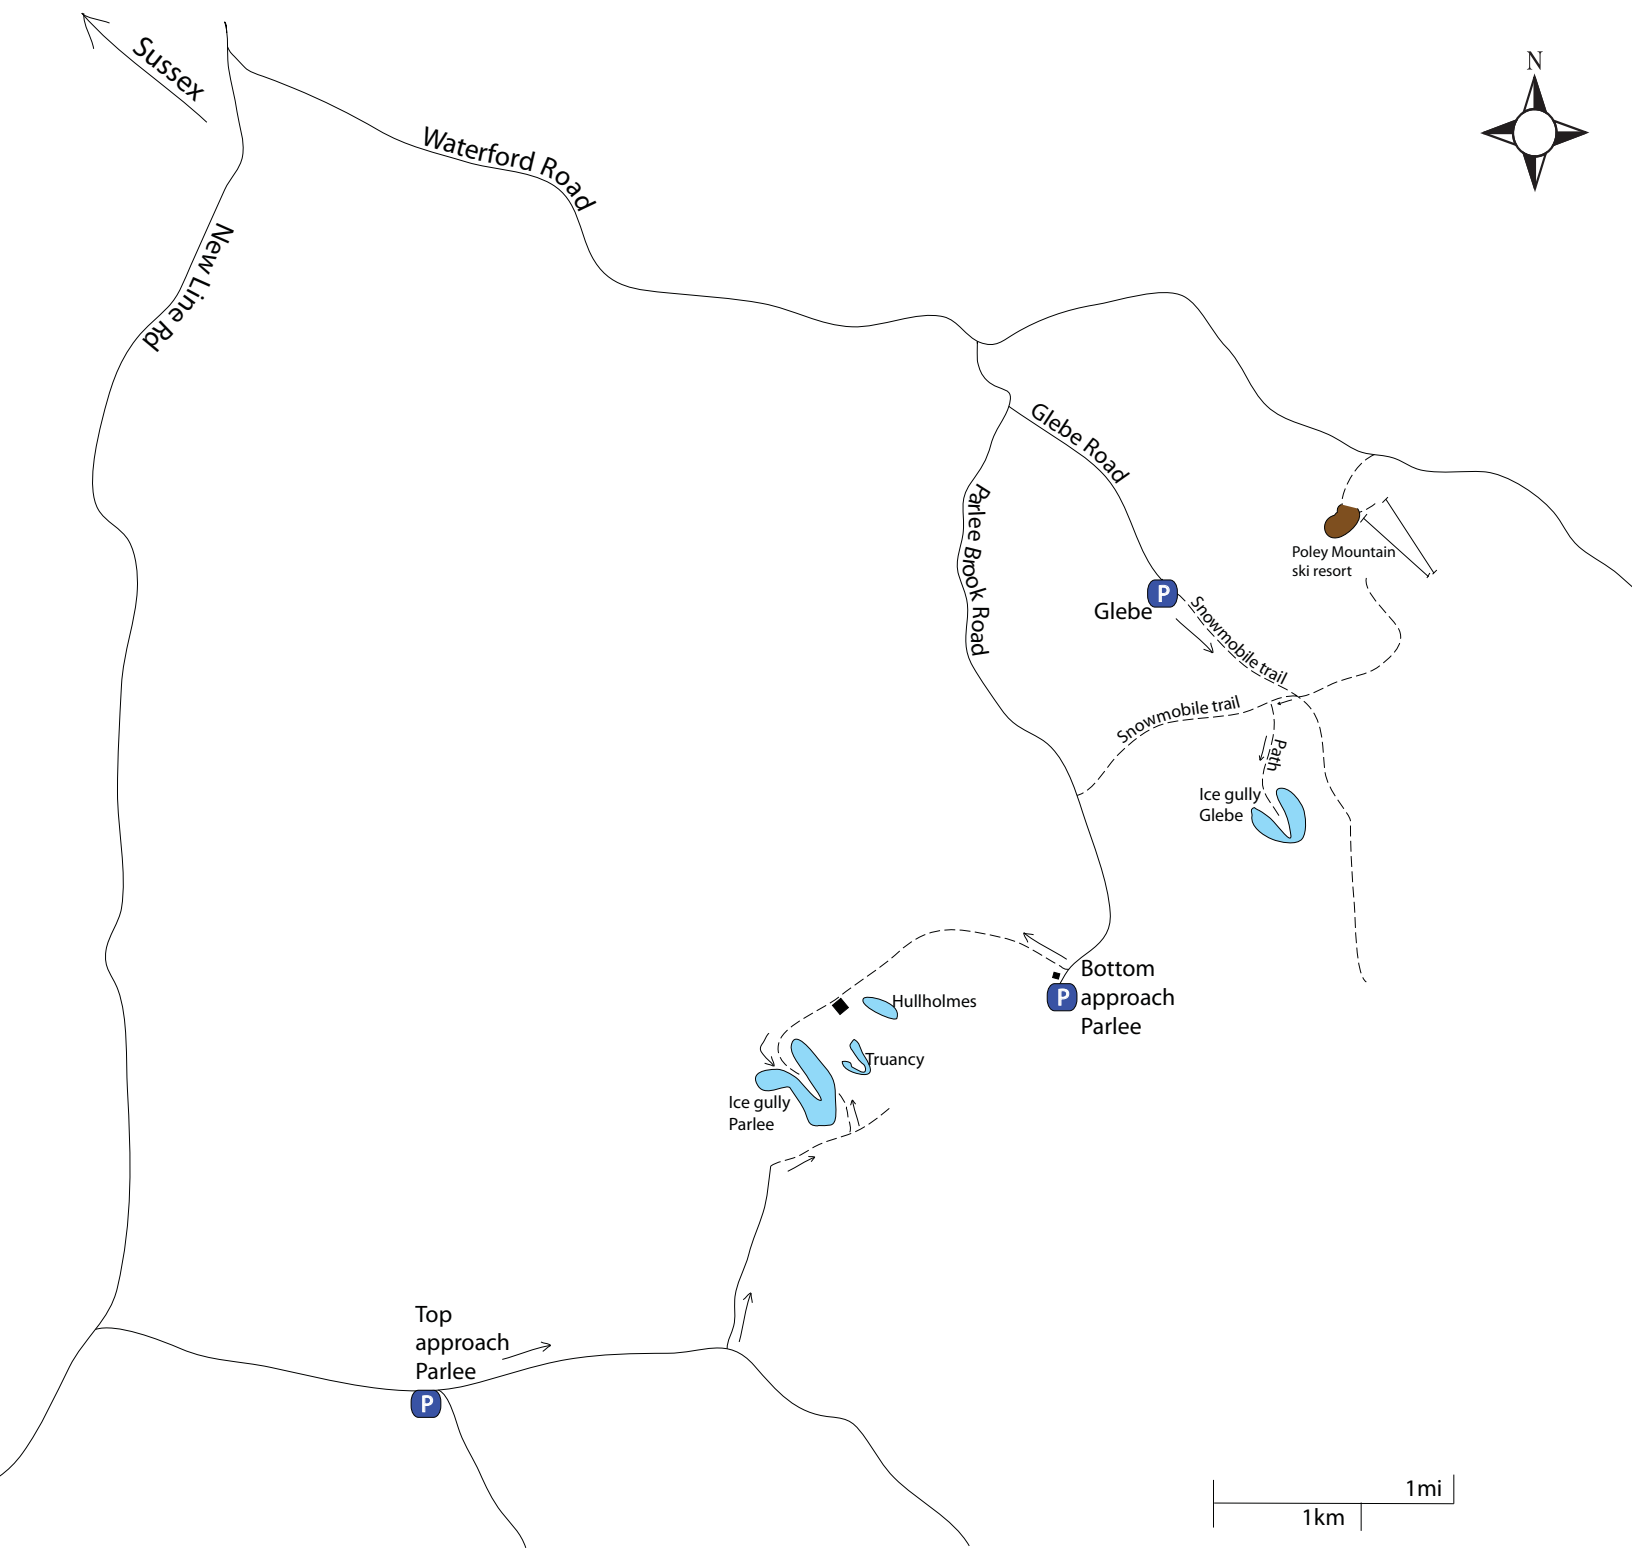 Sussex
N
Waterford Road
New Line Rd
Glebe Road
Parlee Brook Road
Poley Mountain
ski resort
P
Glebe
Snowmobile trail
Snowmobile trail
Path
Ice gully
Glebe
Bottom
approach
Parlee
P
Hullholmes
Truancy
Ice gully
Parlee
Top
approach
Parlee
P
1mi
1km